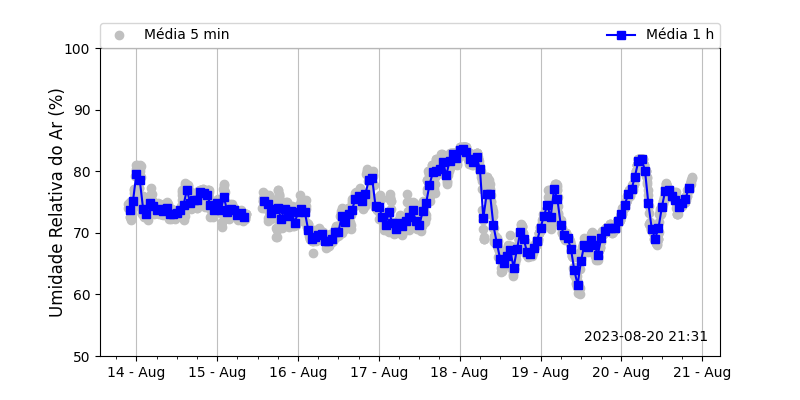 Média 5 min
Média 1 h
Umidade Relativa do Ar (%)
100
90
80
70
60
50
2023-08-20 21:31
14 - Aug
15 - Aug
16 - Aug
17 - Aug
18 - Aug
19 - Aug
20 - Aug
21 - Aug